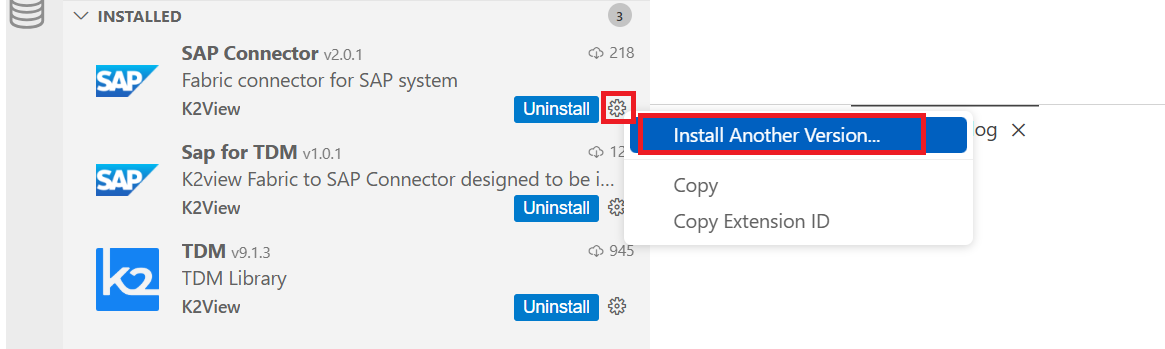 INSTALLED
3
SAP Connector v2.0.1
218
SAP
Fabric connector for SAP system
K2View
Uninstall
Install Another Version...
og
Sap for TDM v1.0.1
12
SAP
K2view Fabric to SAP Connector designed to be i...
K2View
Uninstall
Copy
Copy Extension ID
TDM v9.1.3
945
k2
TDM Library
K2View
Uninstall